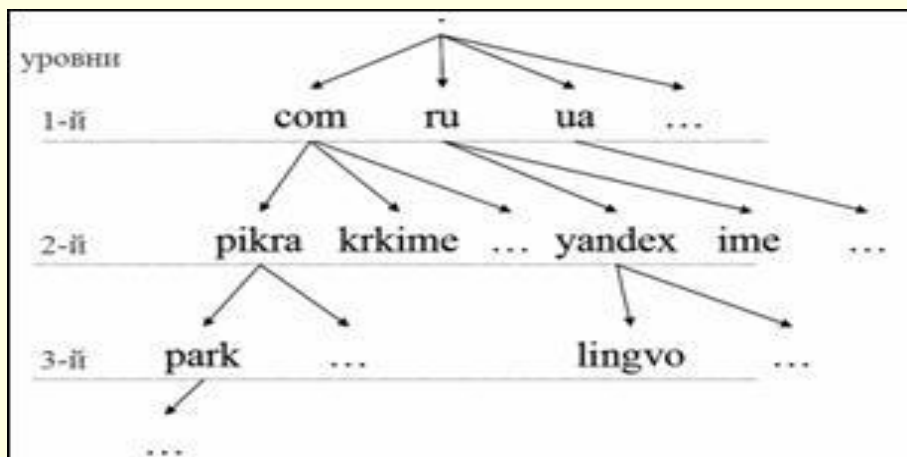 .
уровни
1-й com ru ua ...
2-й pikra krkime ... yandex ime ...
3-й park ... lingvo ...
...